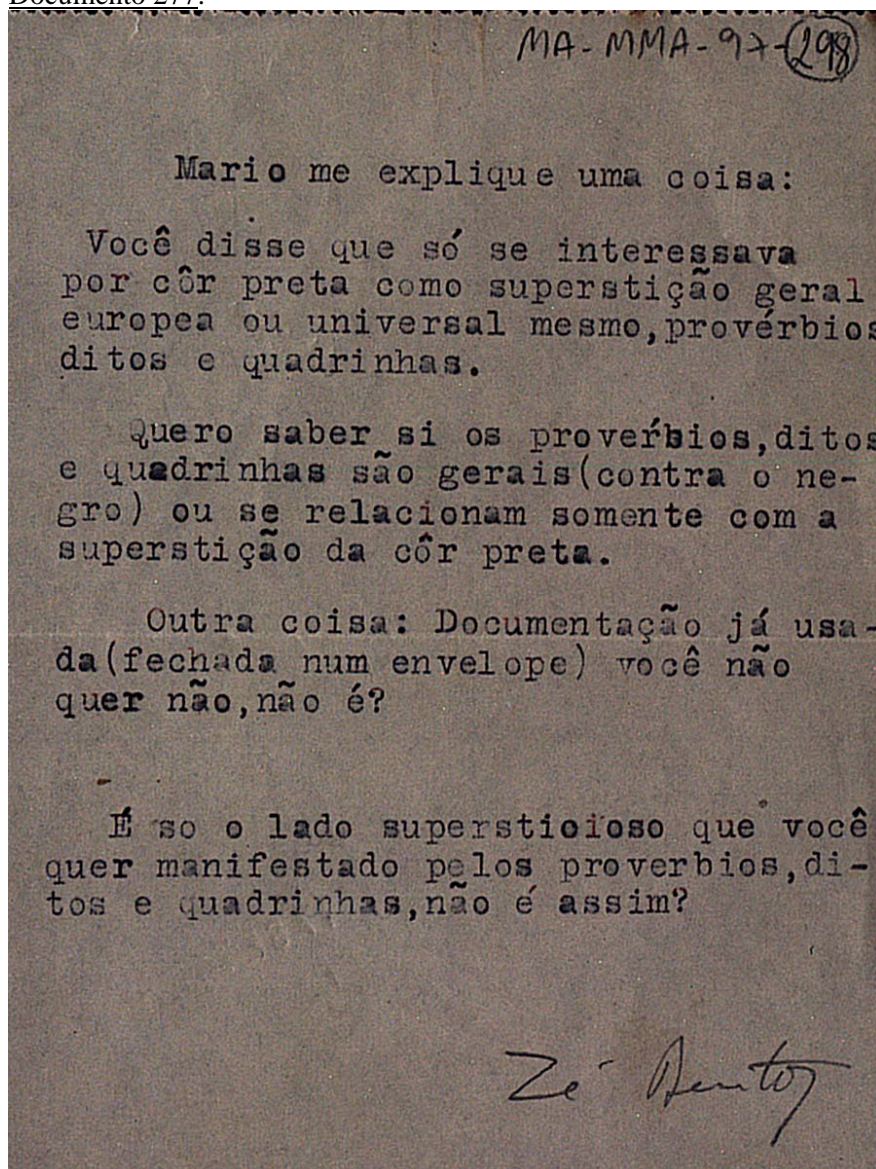 Documento 277.
MA-MMA-97-298
Mario me explique uma coisa:
Você disse que só se interessava
por côr preta como superstição geral
europea ou universal mesmo,provérbios
ditos e quadrinhas.
Quero saber si os provérbios,ditos
e quadrinhas são gerais(contra o ne-
gro) ou se relacionam somente com a
superstição da côr preta.
Outra coisa: Documentação já usa-
da(fechada num envelope) você não
quer não,não é?
É so o lado supersticioso que você
quer manifestado pelos proverbios,di-
tos e quadrinhas,não é assim?
Zé Bento